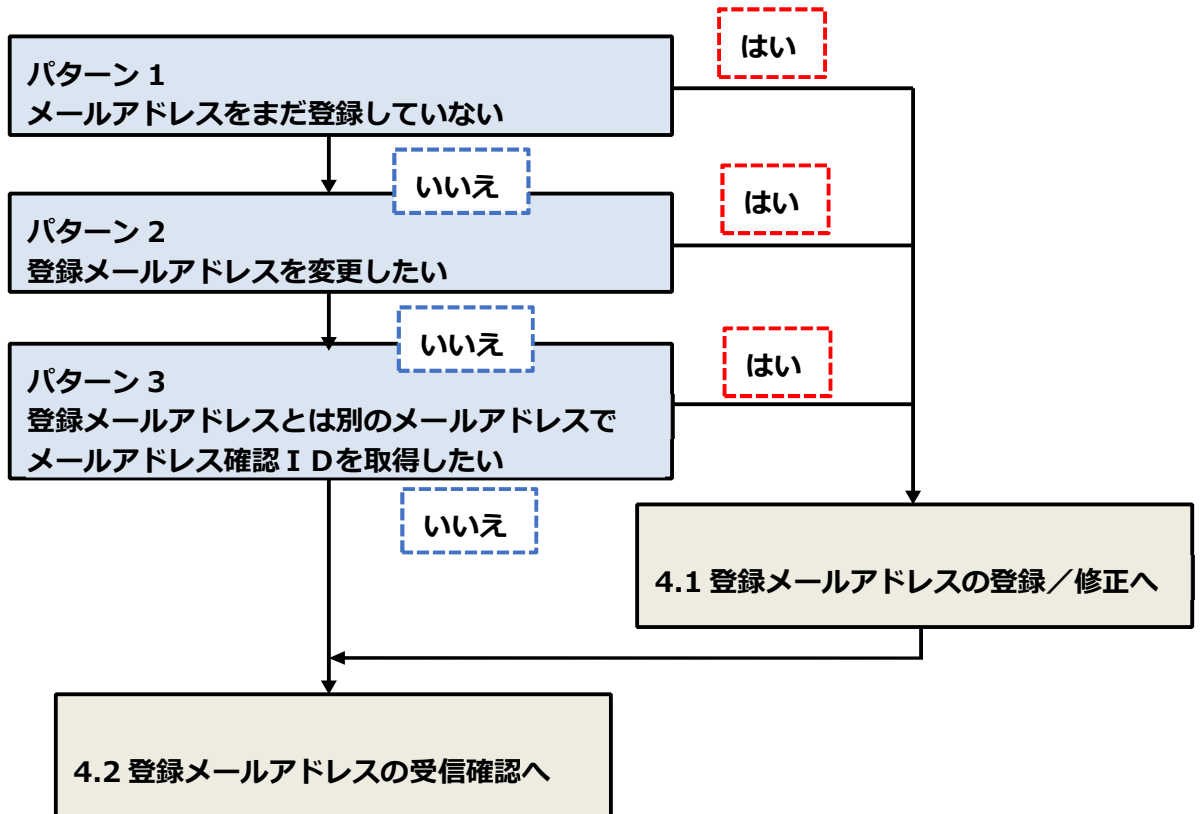 はい
パターン 1
メールアドレスをまだ登録していない
いいえ
はい
パターン 2
登録メールアドレスを変更したい
いいえ
はい
パターン 3
登録メールアドレスとは別のメールアドレスで
メールアドレス確認ＩＤを取得したい
いいえ
4.1 登録メールアドレスの登録／修正へ
4.2 登録メールアドレスの受信確認へ